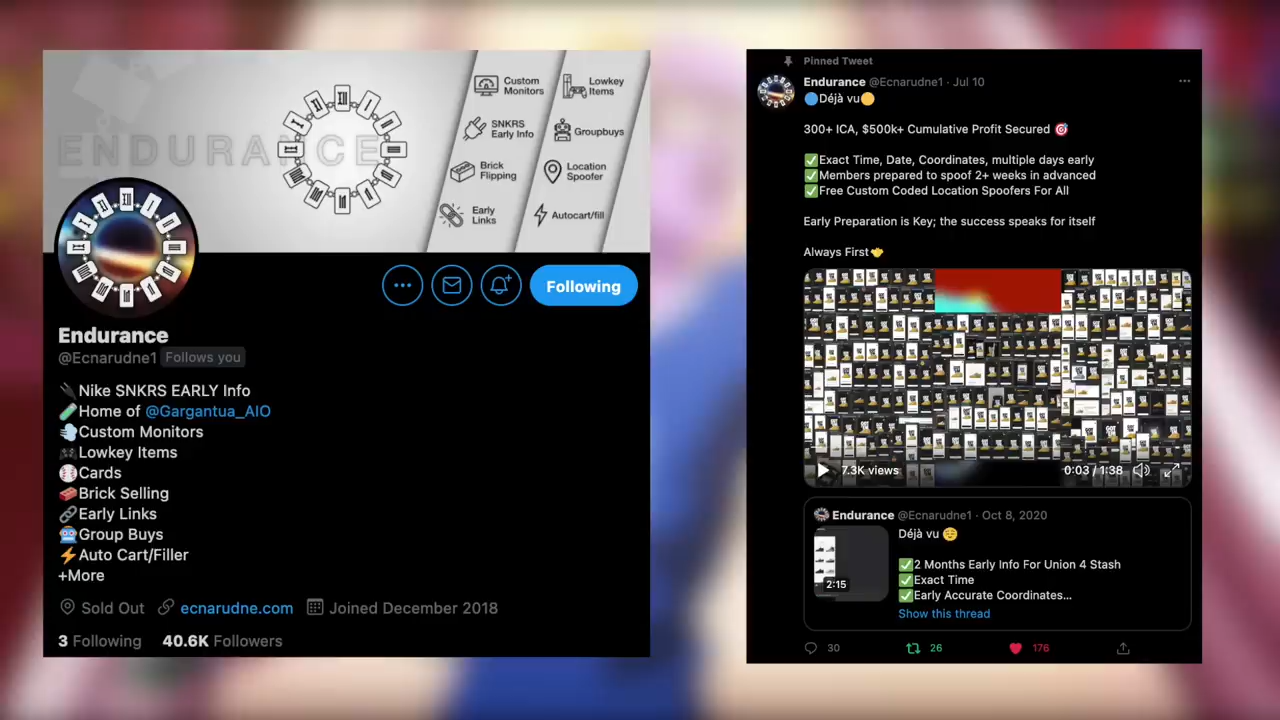 ENDURANCE
Custom Monitors
Lowkey Items
SNKRS Early Info
Groupbuys
Brick Flipping
Location Spoofer
Early Links
Autocart/fill
Following
Endurance
@Ecnarudne1 Follows you
🔌Nike SNKRS EARLY Info
🧪Home of @Gargantua_AIO
💨Custom Monitors
🎮Lowkey Items
⚾Cards
🧱Brick Selling
🔗Early Links
🤖Group Buys
⚡Auto Cart/Filler
+More
Sold Out ecnarudne.com Joined December 2018
3 Following 40.6K Followers
Pinned Tweet
Endurance @Ecnarudne1 · Jul 10
🔵Déjà vu🟠
300+ ICA, $500k+ Cumulative Profit Secured 🎯
✅Exact Time, Date, Coordinates, multiple days early
✅Members prepared to spoof 2+ weeks in advanced
✅Free Custom Coded Location Spoofers For All
Early Preparation is Key; the success speaks for itself
Always First🤝
7.3K views
0:03 / 1:38
Endurance @Ecnarudne1 · Oct 8, 2020
Déjà vu 😌
2:15
✅2 Months Early Info For Union 4 Stash
✅Exact Time
✅Early Accurate Coordinates...
Show this thread
30 26 176